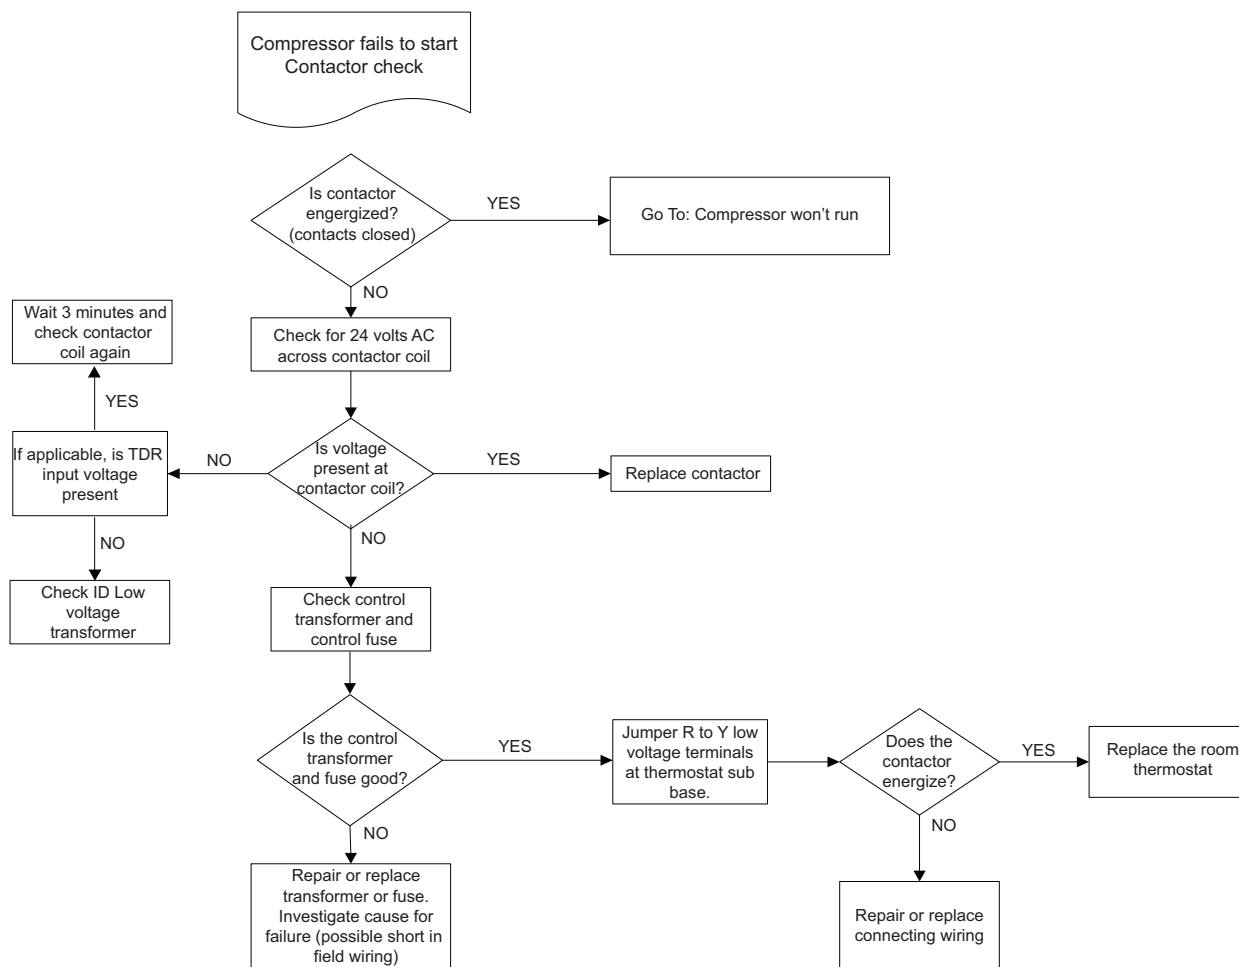 Compressor fails to start
Contactor check
Is contactor
engergized?
(contacts closed)
YES
Go To: Compressor won't run
NO
Wait 3 minutes and
check contactor
coil again
Check for 24 volts AC
across contactor coil
YES
If applicable, is TDR
input voltage
present
NO
Is voltage
present at
contactor coil?
YES
Replace contactor
NO
NO
Check ID Low
voltage
transformer
Check control
transformer and
control fuse
Is the control
transformer
and fuse good?
YES
Jumper R to Y low
voltage terminals
at thermostat sub
base.
Does the
contactor
energize?
YES
Replace the room
thermostat
NO
NO
Repair or replace
transformer or fuse.
Investigate cause for
failure (possible short in
field wiring)
Repair or replace
connecting wiring